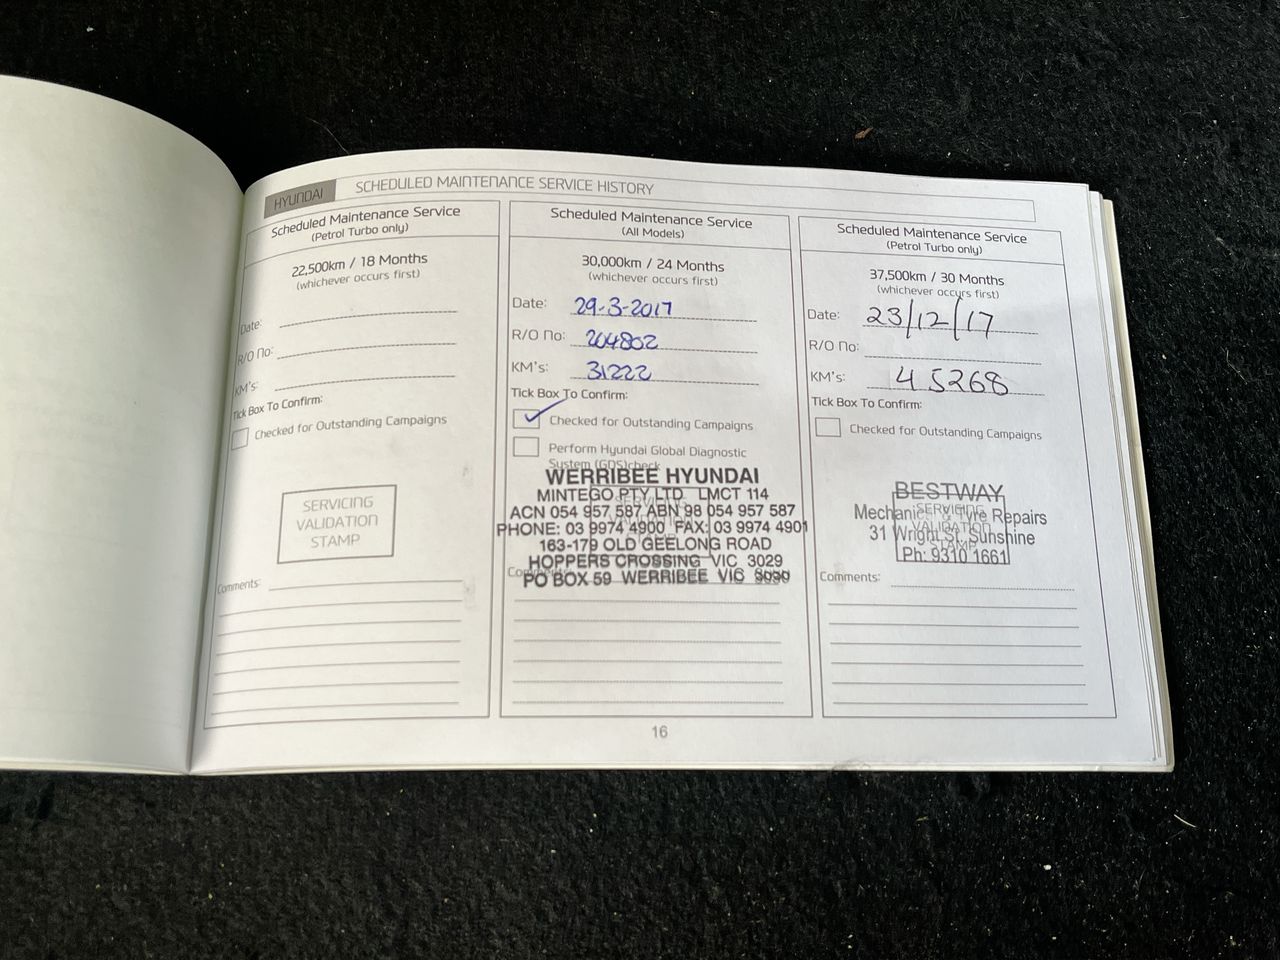 HYUNDAI SCHEDULED MAINTENANCE SERVICE HISTORY
Scheduled Maintenance Service
(Petrol Turbo only)
22,500km / 18 Months
(whichever occurs first)
Date:
R/O No:
KM's:
Tick Box To Confirm:
Checked for Outstanding Campaigns
SERVICING
VALIDATION
STAMP
Comments:
Scheduled Maintenance Service
(All Models)
30,000km / 24 Months
(whichever occurs first)
Date: 29-3-2017
R/O No: 204802
KM's: 31222
Tick Box To Confirm:
Checked for Outstanding Campaigns
Perform Hyundai Global Diagnostic
System (GDS)check
WERRIBEE HYUNDAI
MINTEGO PTY LTD LMCT 114
ACN 054 957 587 ABN 98 054 957 587
PHONE: 03 9974 4900 FAX: 03 9974 4901
163-179 OLD GEELONG ROAD
HOPPERS CROSSING VIC 3029
PO BOX 59 WERRIBEE VIC 3030
Scheduled Maintenance Service
(Petrol Turbo only)
37,500km / 30 Months
(whichever occurs first)
Date: 23/12/17
R/O No:
KM's: 45268
Tick Box To Confirm:
Checked for Outstanding Campaigns
BESTWAY
Mechanic & Tyre Repairs
31 Wright St, Sunshine
Ph: 9310 1661
SERVICING
VALIDATION
STAMP
Comments:
16